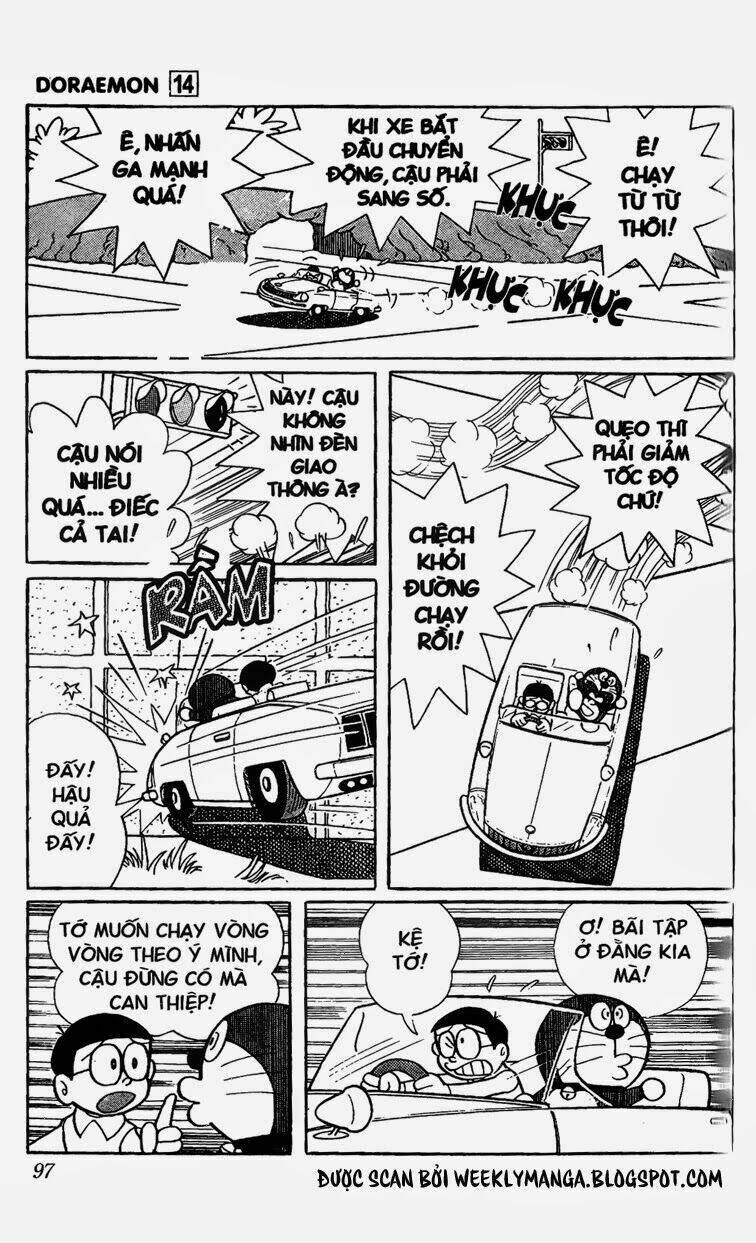 DORAEMON 14
Ê, NHẤN
GA MẠNH
QUÁ!
KHI XE BẮT
ĐẦU CHUYỂN
ĐỘNG, CẬU PHẢI
SANG SỐ.
Ê!
CHẠY
TỪ TỪ
THÔI!
KHỰC
KHỰC
KHỰC
CẬU NÓI
NHIỀU
QUÁ... ĐIẾC
CẢ TAI!
NÀY! CẬU
KHÔNG
NHÌN ĐÈN
GIAO
THÔNG À?
QUẸO THÌ
PHẢI GIẢM
TỐC ĐỘ
CHỨ!
CHỆCH
KHỎI
ĐƯỜNG
CHẠY
RỒI!
RẦM
ĐẤY!
HẬU
QUẢ
ĐẤY!
TỚ MUỐN CHẠY VÒNG
VÒNG THEO Ý MÌNH,
CẬU ĐỪNG CÓ MÀ
CAN THIỆP!
KỆ
TỚ!
Ơ! BÃI TẬP
Ở ĐẰNG KIA
MÀ!
97
ĐƯỢC SCAN BỞI WEEKLYMANGA.BLOGSPOT.COM